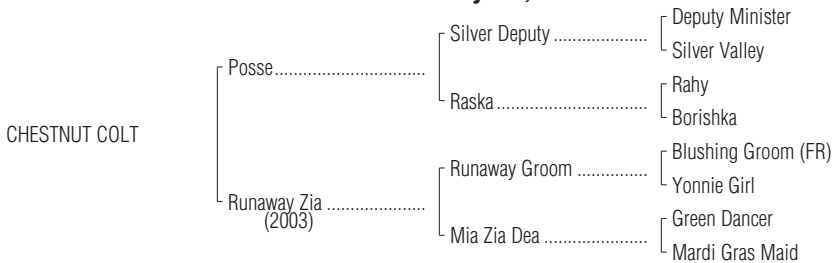 Deputy Minister
Silver Deputy ....................
Silver Valley
Posse................................
Rahy
Raska ................................
Borishka
CHESTNUT COLT
Blushing Groom (FR)
Runaway Groom ...............
Yonnie Girl
Runaway Zia .....................
(2003)
Green Dancer
Mia Zia Dea ......................
Mardi Gras Maid